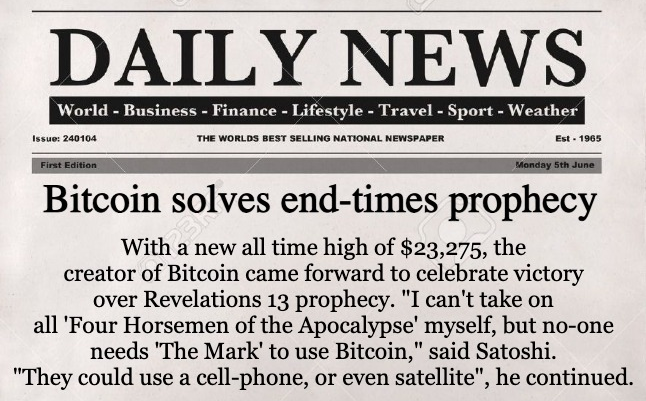 DAILY NEWS
World - Business - Finance - Lifestyle - Travel - Sport - Weather
Issue: 240104 THE WORLDS BEST SELLING NATIONAL NEWSPAPER Est - 1965
First Edition Monday 5th June
Bitcoin solves end-times prophecy
With a new all time high of $23,275, the
creator of Bitcoin came forward to celebrate victory
over Revelations 13 prophecy. "I can't take on
all 'Four Horsemen of the Apocalypse' myself, but no-one
needs 'The Mark' to use Bitcoin," said Satoshi.
"They could use a cell-phone, or even satellite", he continued.